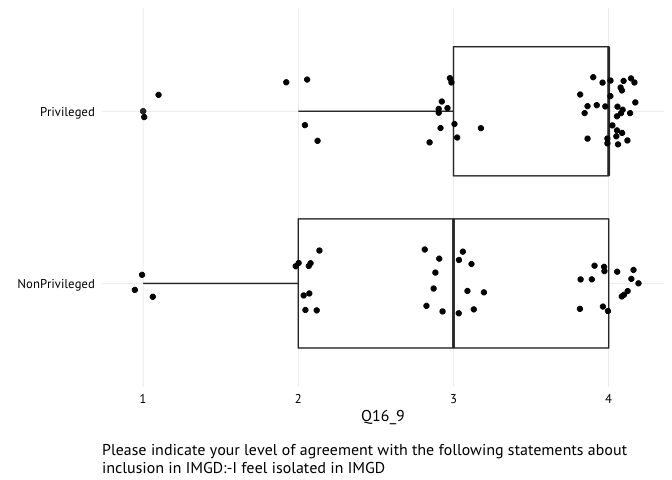 Privileged
NonPrivileged
1 2 3 4
Q16_9
Please indicate your level of agreement with the following statements about
inclusion in IMGD:-I feel isolated in IMGD